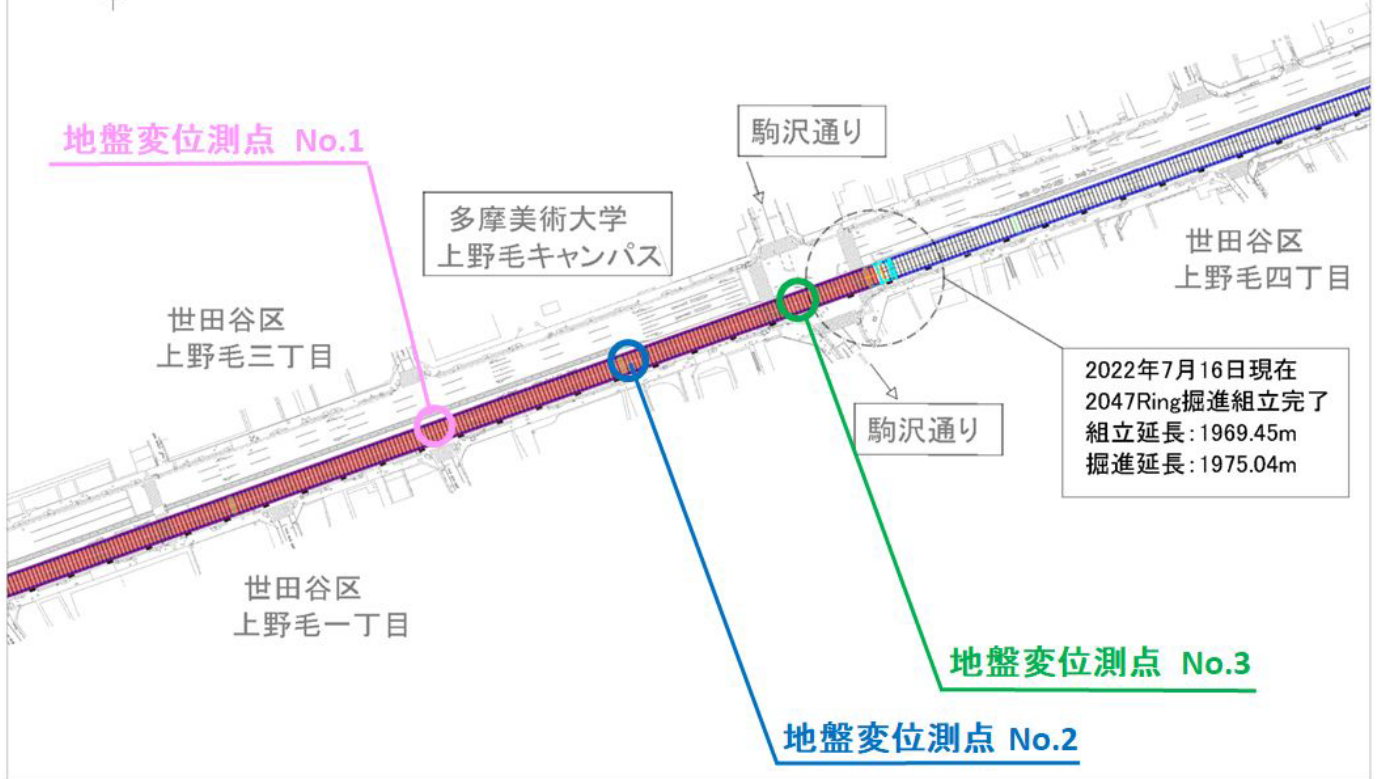 地盤変位測点 No.1
駒沢通り
多摩美術大学
上野毛キャンパス
世田谷区
上野毛四丁目
世田谷区
上野毛三丁目
2022年7月16日現在
2047Ring掘進組立完了
組立延長:1969.45m
掘進延長:1975.04m
駒沢通り
世田谷区
上野毛一丁目
地盤変位測点 No.3
地盤変位測点 No.2